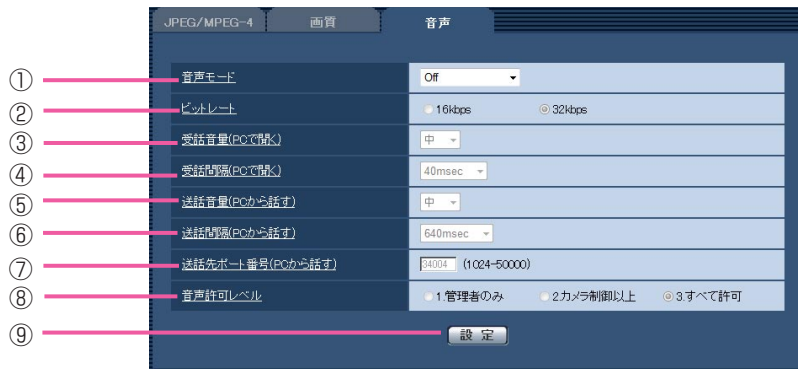 JPEG/MPEG-4 画質 音声
① 音声モード Off
② ビットレート 16kbps 32kbps
③ 受話音量(PCで聞く) 中
④ 受話間隔(PCで聞く) 40msec
⑤ 送話音量(PCから話す) 中
⑥ 送話間隔(PCから話す) 640msec
⑦ 送話先ポート番号(PCから話す) 34004 (1024-50000)
⑧ 音声許可レベル 1.管理者のみ 2.カメラ制御以上 3.すべて許可
⑨ 設 定